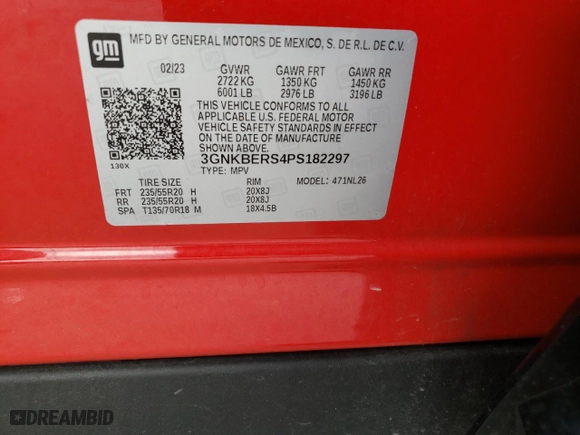 gm MFD BY GENERAL MOTORS DE MEXICO, S. DE R.L. DE C.V.
02/23 GVWR GAWR FRT GAWR RR
2722 KG 1350 KG 1450 KG
6001 LB 2976 LB 3196 LB
THIS VEHICLE CONFORMS TO ALL
APPLICABLE U.S. FEDERAL MOTOR
VEHICLE SAFETY STANDARDS IN EFFECT
ON THE DATE OF MANUFACTURE
SHOWN ABOVE.
3GNKBERS4PS182297
130X TYPE: MPV
TIRE SIZE RIM MODEL: 471NL26
FRT 235/55R20 H 20X8J
RR 235/55R20 H 20X8J
SPA T135/70R18 M 18X4.5B
DREAMBID